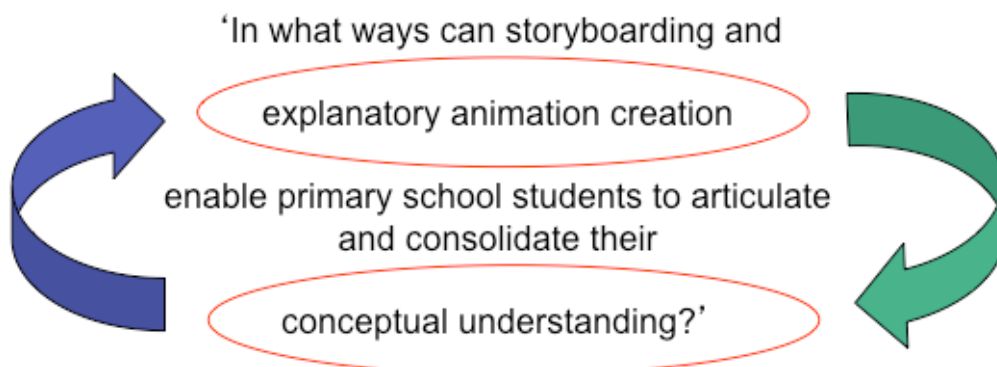 ‘In what ways can storyboarding and
explanatory animation creation
enable primary school students to articulate
and consolidate their
conceptual understanding?’